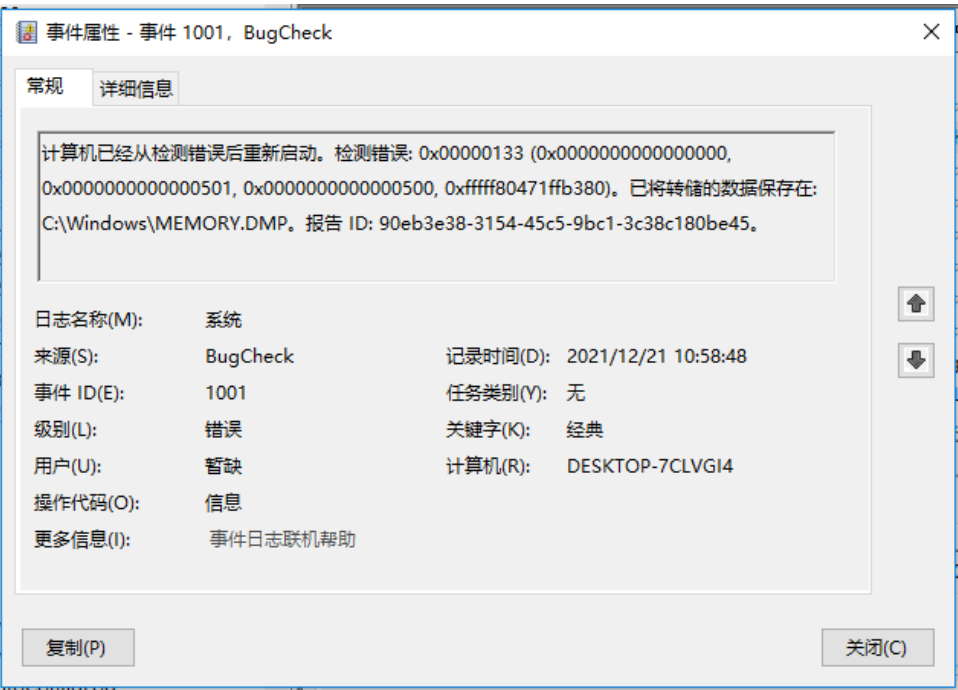 事件属性 - 事件 1001，BugCheck
常规
详细信息
计算机已经从检测错误后重新启动。检测错误: 0x00000133 (0x0000000000000000,
0x0000000000000501, 0x0000000000000500, 0xfffff80471ffb380)。已将转储的数据保存在:
C:\Windows\MEMORY.DMP。报告 ID: 90eb3e38-3154-45c5-9bc1-3c38c180be45。
日志名称(M): 系统
来源(S): BugCheck 记录时间(D): 2021/12/21 10:58:48
事件 ID(E): 1001 任务类别(Y): 无
级别(L): 错误 关键字(K): 经典
用户(U): 暂缺 计算机(R): DESKTOP-7CLVGI4
操作代码(O): 信息
更多信息(I): 事件日志联机帮助
复制(P) 关闭(C)